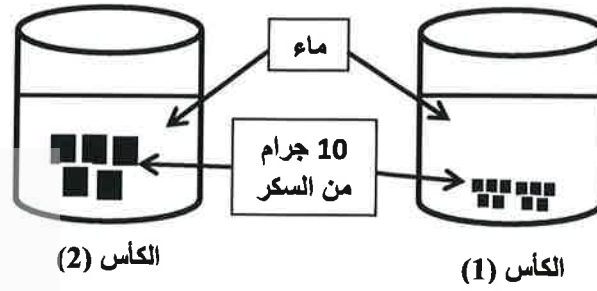 ماء
10 جرام
من السكر
الكأس (1)
الكأس (2)